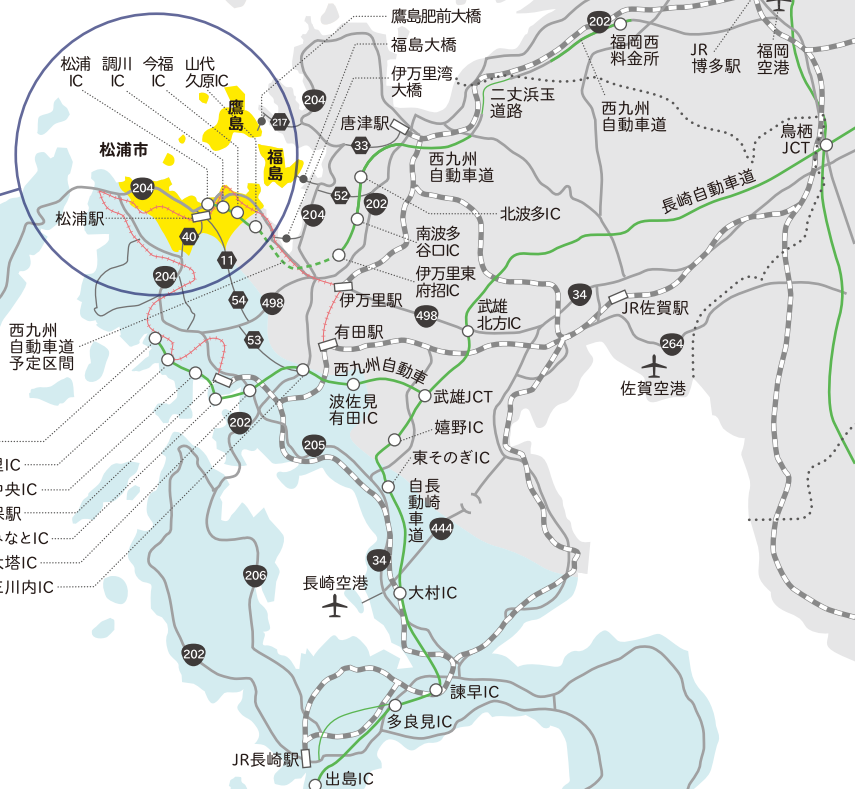 鷹島肥前大橋
福島大橋
伊万里湾
大橋
松浦
IC
調川
IC
今福
IC
山代
久原IC
鷹島
福島
松浦市
松浦駅
204
217
204
204
204
40
11
54
498
53
33
52
202
202
唐津駅
西九州
自動車道
二丈浜玉
道路
福岡西
料金所
JR
博多駅
福岡
空港
西九州
自動車道
鳥栖
JCT
長崎自動車道
北波多IC
南波多
谷口IC
伊万里東
府招IC
伊万里駅
498
武雄
北方IC
34
JR佐賀駅
264
佐賀空港
有田駅
西九州
自動車道
予定区間
西九州自動車
波佐見
有田IC
武雄JCT
嬉野IC
東そのぎIC
長崎
自動車道
202
205
444
34
里IC
中央IC
保駅
みなとIC
大塔IC
三川内IC
206
202
長崎空港
大村IC
諫早IC
多良見IC
JR長崎駅
出島IC